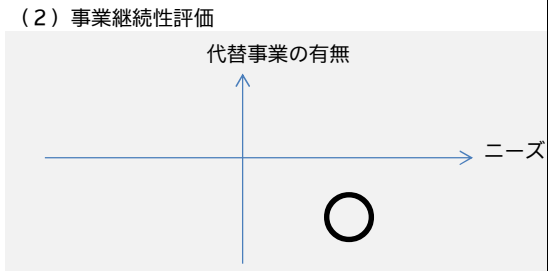 （２）事業継続性評価
代替事業の有無
ニーズ